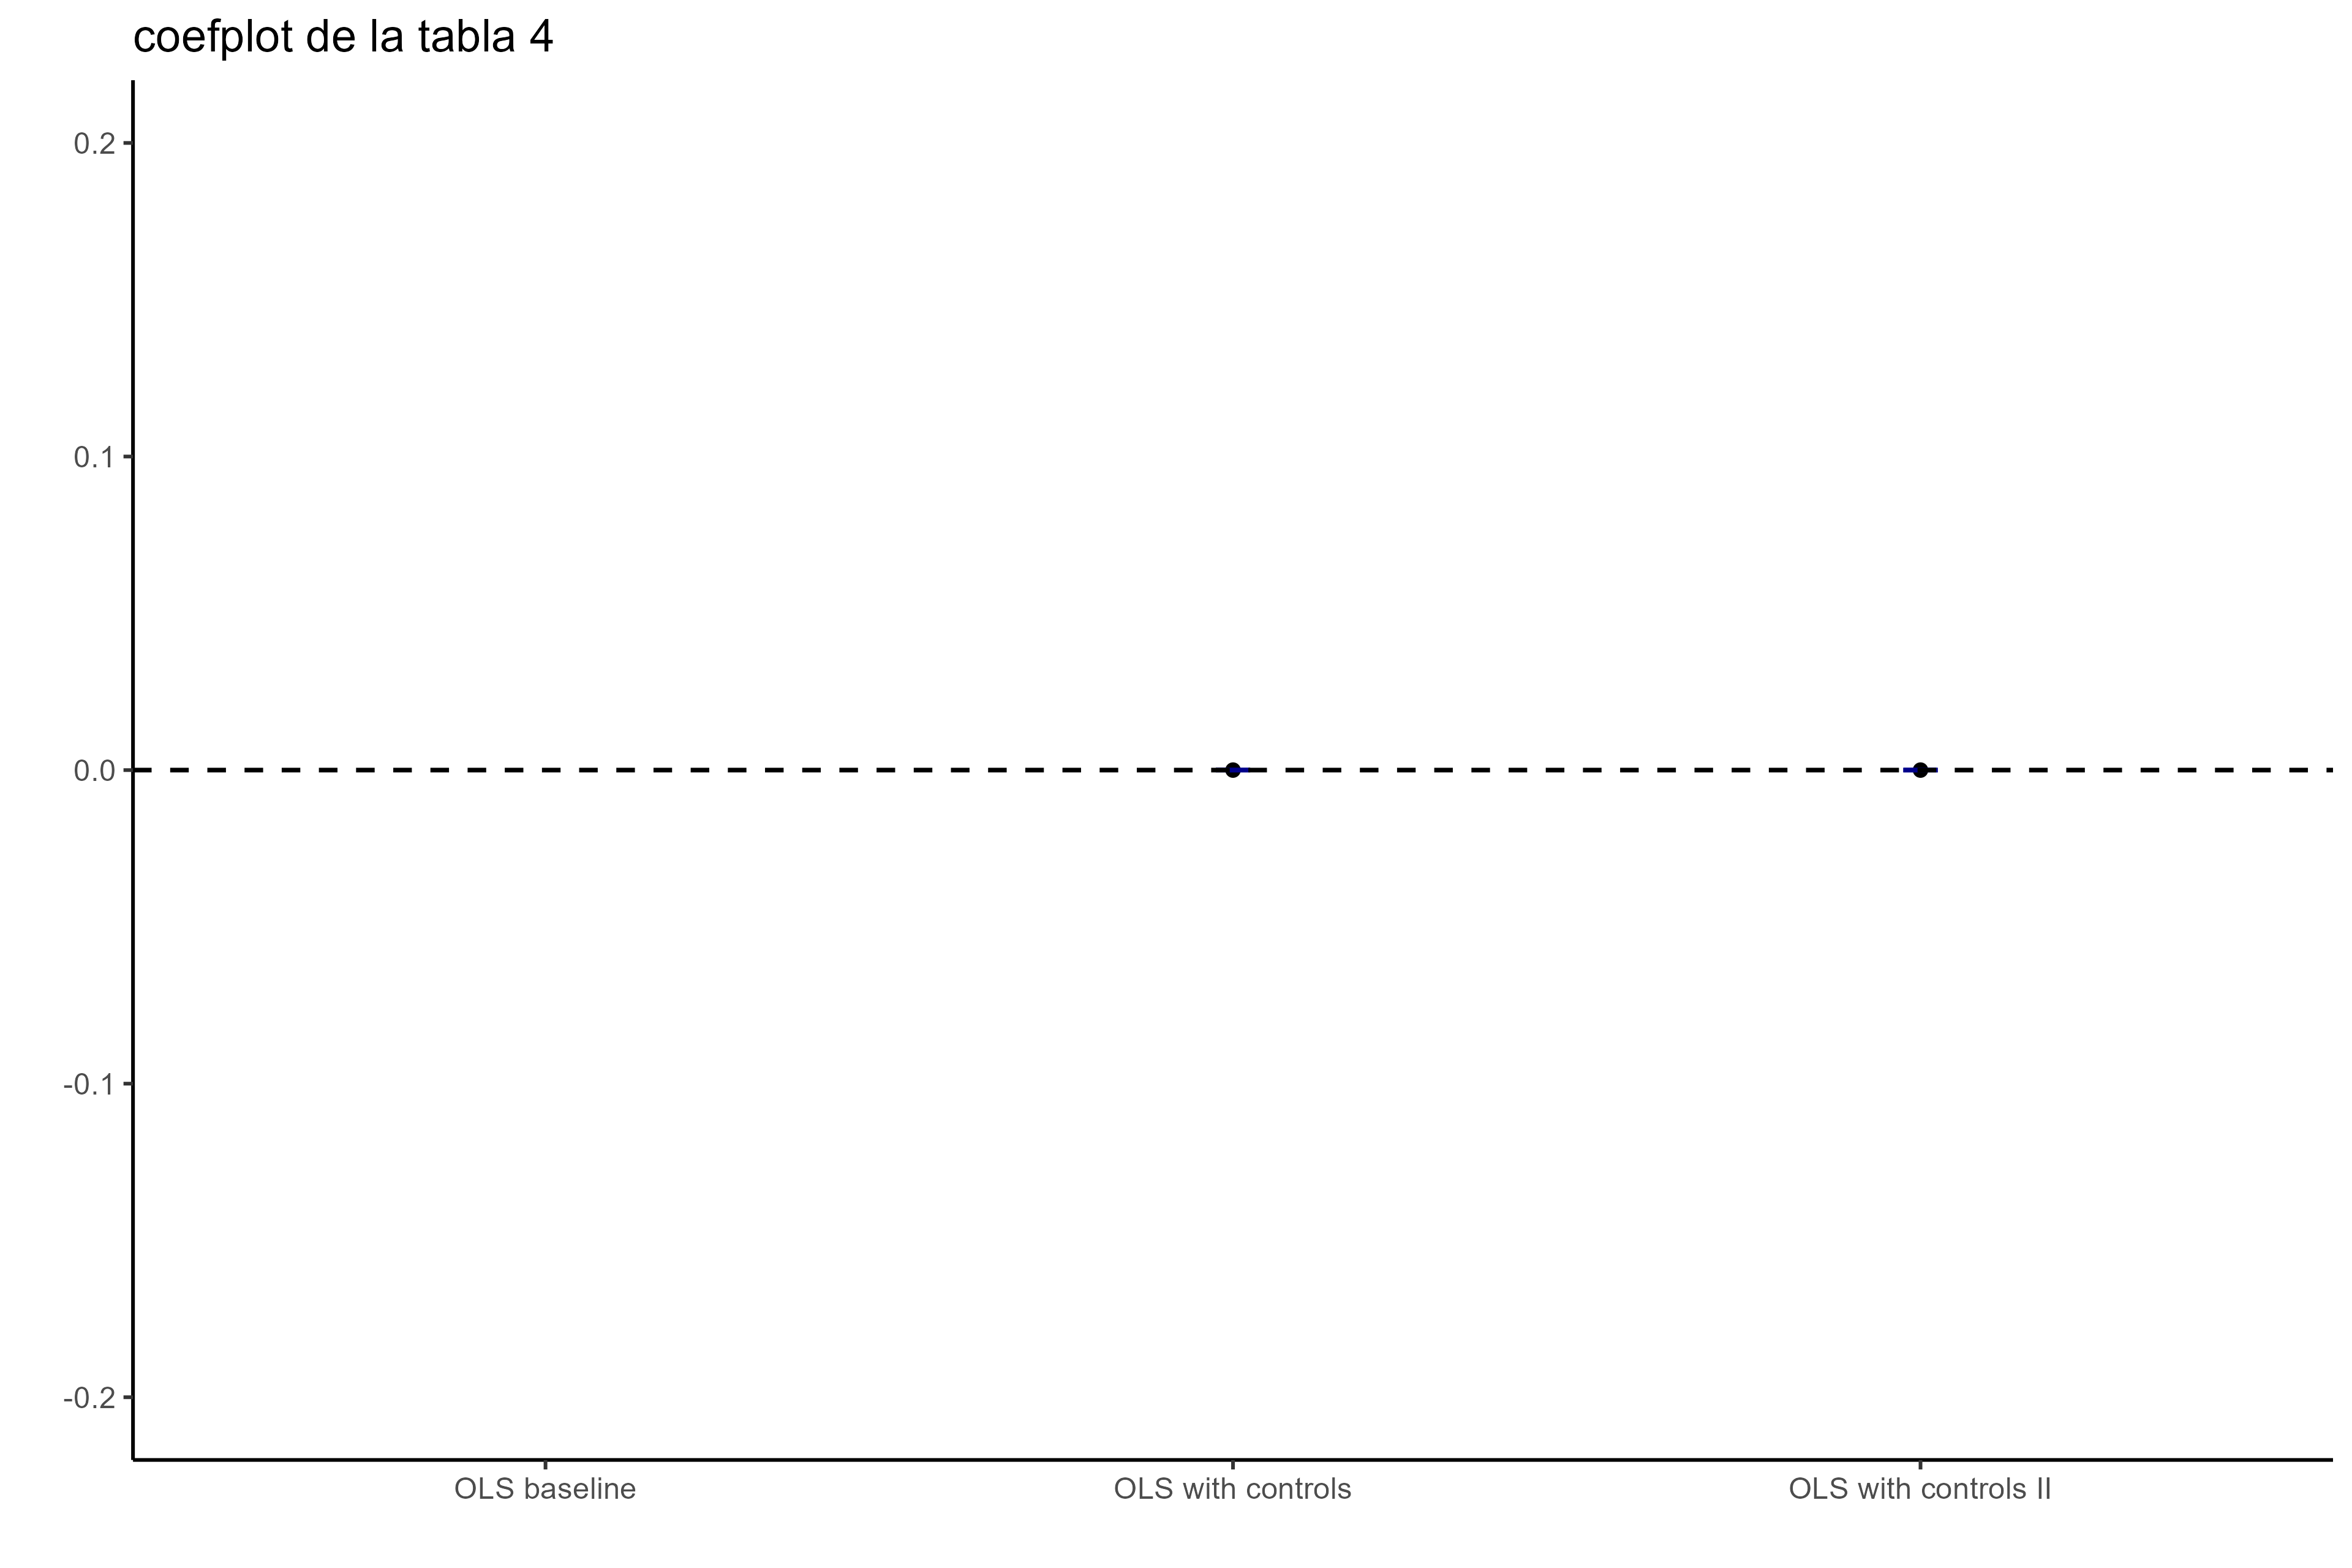 coefplot de la tabla 4
0.2
0.1
0.0
-0.1
-0.2
OLS baseline
OLS with controls
OLS with controls II